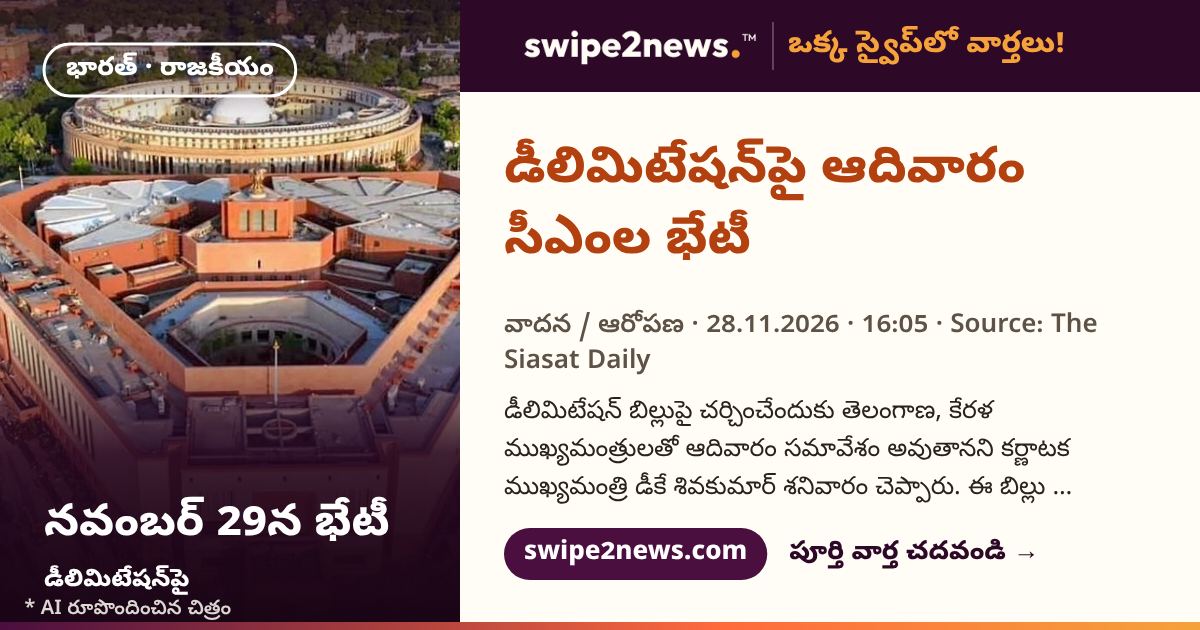 భారత్ · రాజకీయం
swipe2news.™
ఒక్క స్వైప్‌లో వార్తలు!
డీలిమిటేషన్‌పై ఆదివారం
సీఎంల భేటీ
వాదన / ఆరోపణ · 28.11.2026 · 16:05 · Source: The
Siasat Daily
డీలిమిటేషన్ బిల్లుపై చర్చించేందుకు తెలంగాణ, కేరళ
ముఖ్యమంత్రులతో ఆదివారం సమావేశం అవుతానని కర్ణాటక
ముఖ్యమంత్రి డీకే శివకుమార్ శనివారం చెప్పారు. ఈ బిల్లు ...
నవంబర్ 29న భేటీ
డీలిమిటేషన్‌పై
* AI రూపొందించిన చిత్రం
swipe2news.com
పూర్తి వార్త చదవండి →